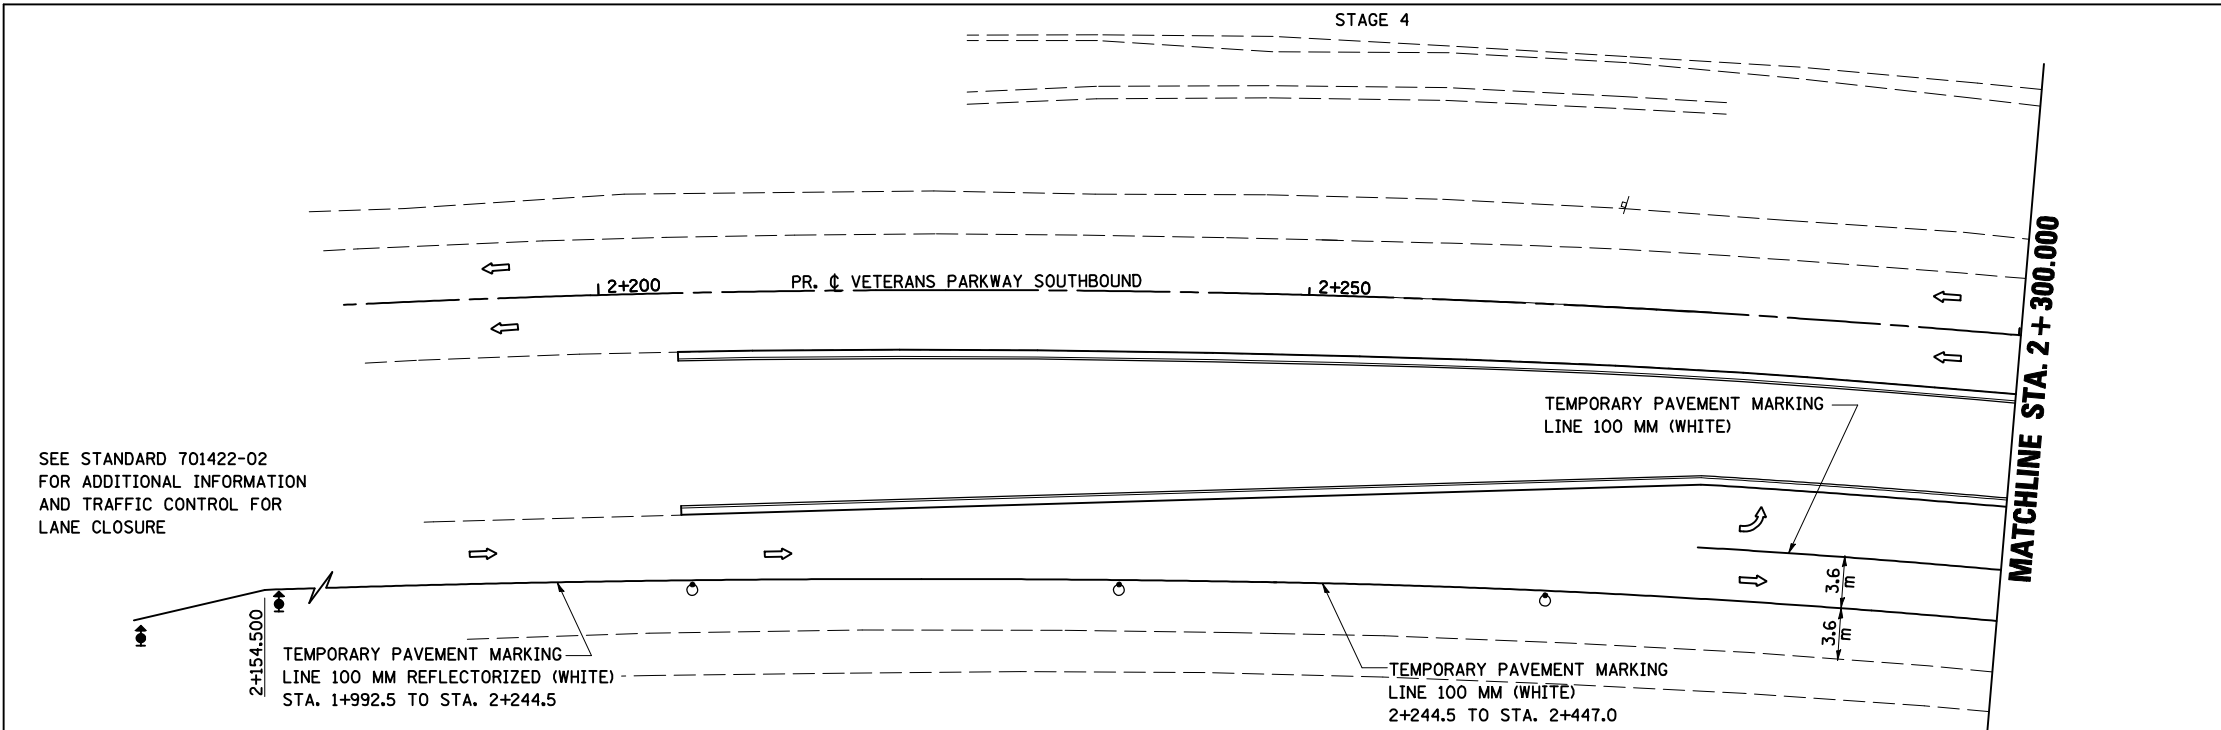 STAGE 4
2+200
PR. ℄ VETERANS PARKWAY SOUTHBOUND
2+250
MATCHLINE STA. 2+300.000
TEMPORARY PAVEMENT MARKING
LINE 100 MM (WHITE)
SEE STANDARD 701422-02
FOR ADDITIONAL INFORMATION
AND TRAFFIC CONTROL FOR
LANE CLOSURE
3.6
m
3.6
m
2+154.500
TEMPORARY PAVEMENT MARKING
LINE 100 MM REFLECTORIZED (WHITE)
STA. 1+992.5 TO STA. 2+244.5
TEMPORARY PAVEMENT MARKING
LINE 100 MM (WHITE)
2+244.5 TO STA. 2+447.0